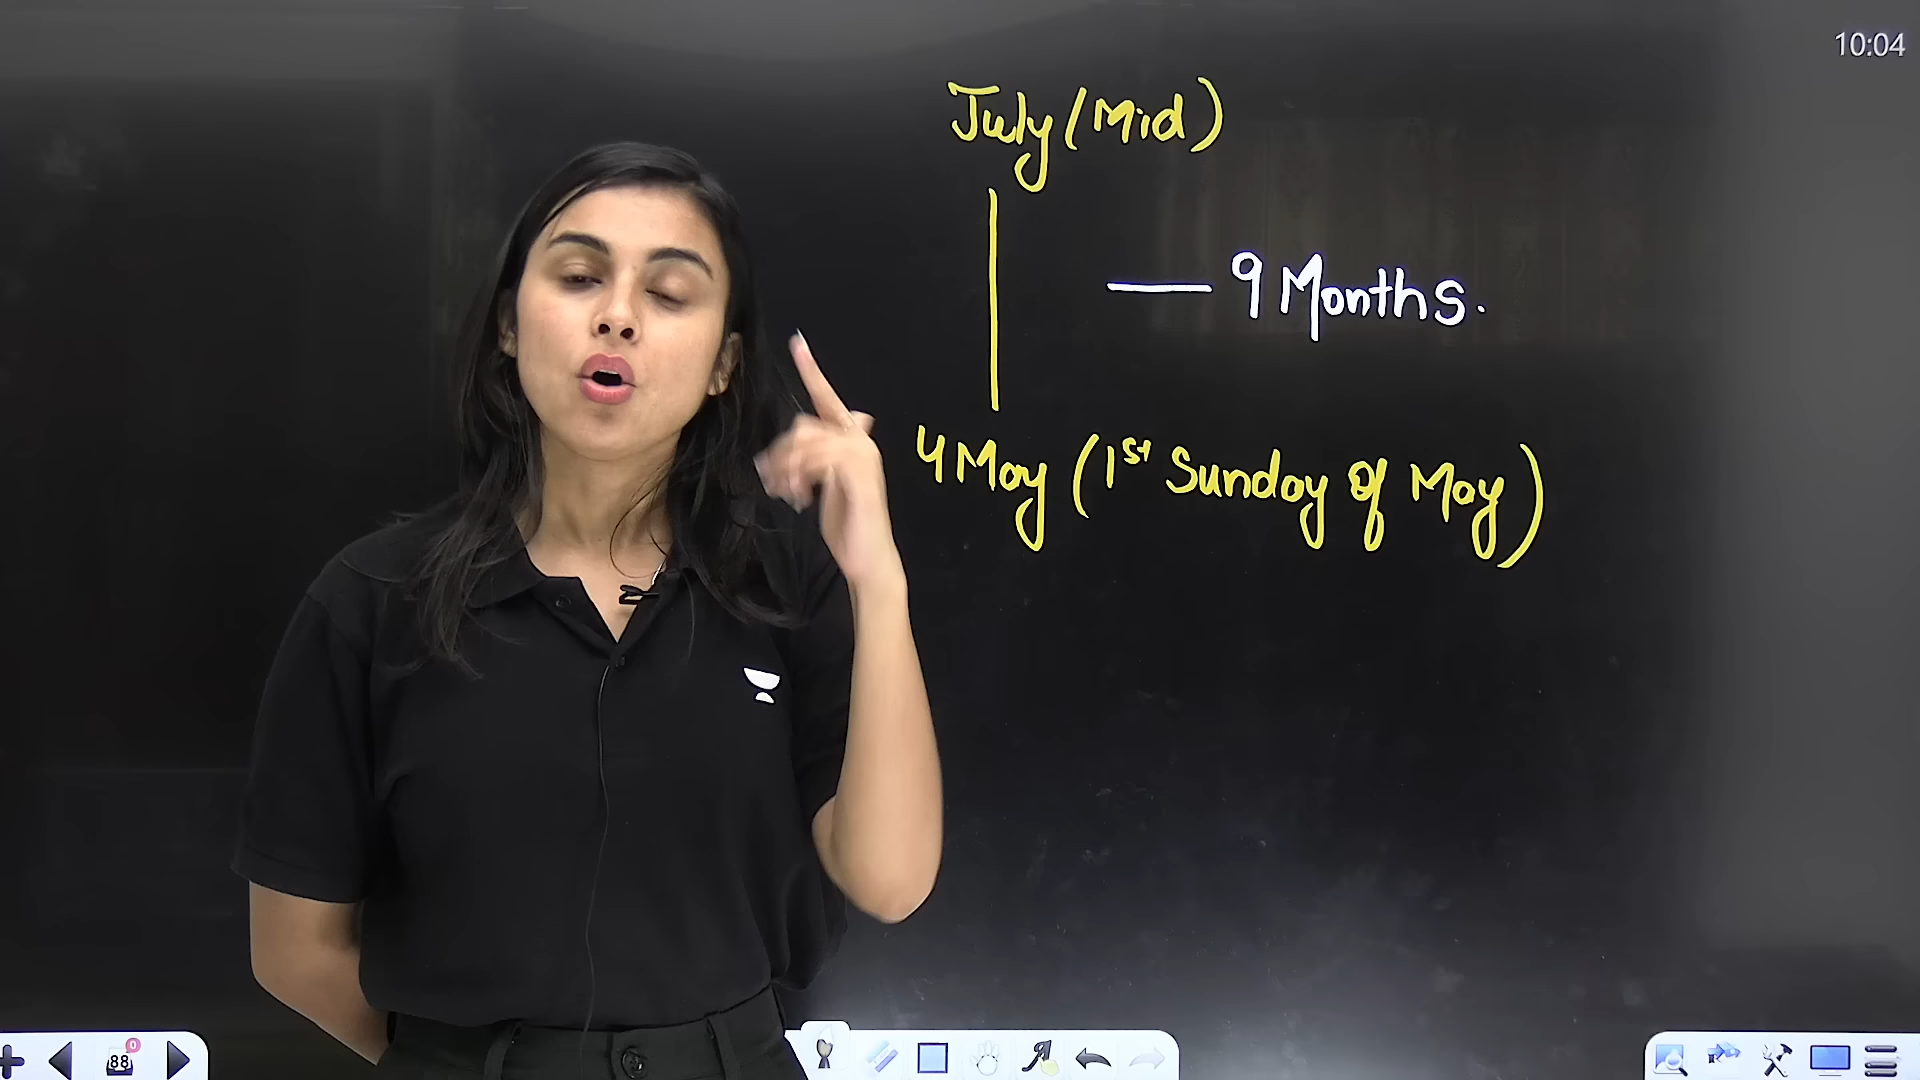 10:04
July (Mid)
— 9 Months.
4 May (1st Sunday of May)
88
0